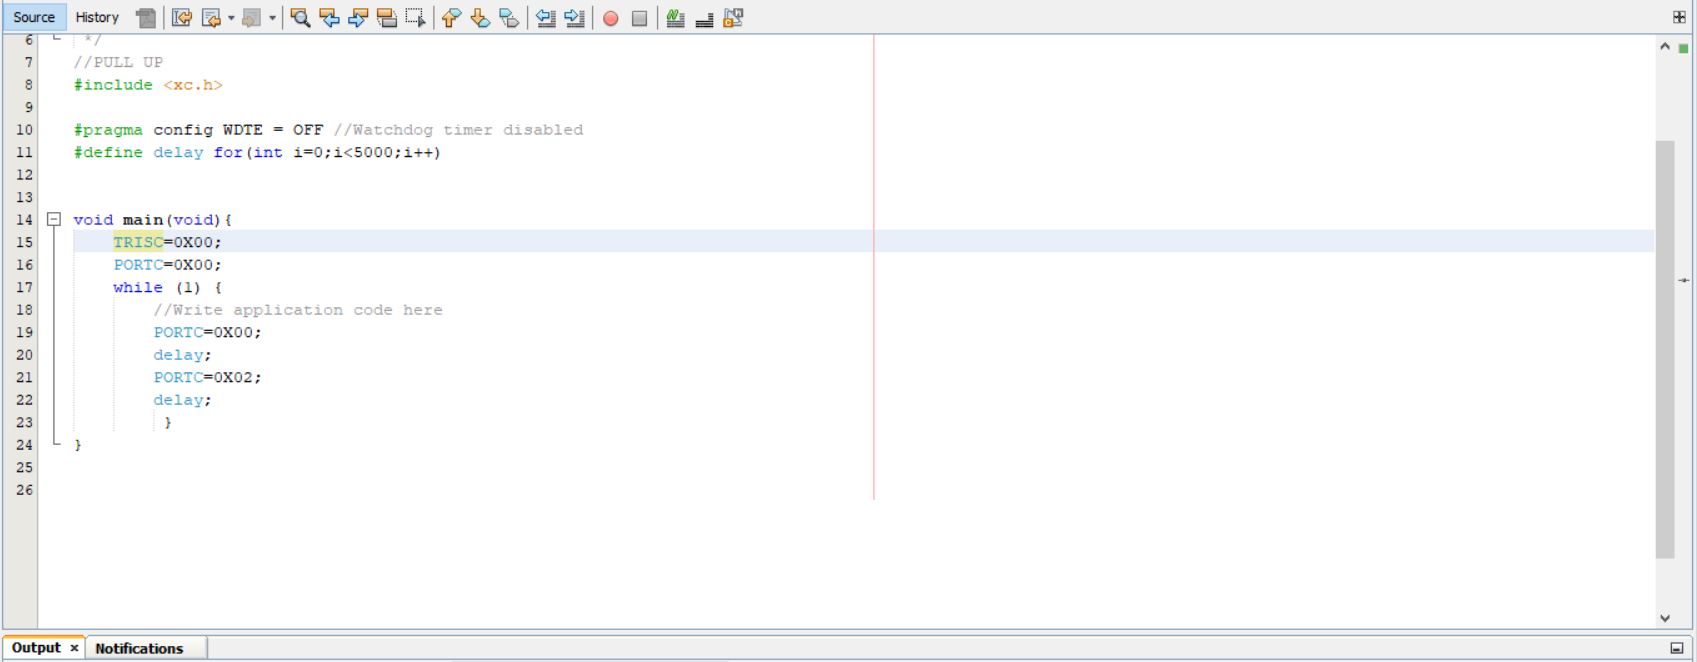 Source History
6 */
7 //PULL UP
8 #include <xc.h>
9
10 #pragma config WDTE = OFF //Watchdog timer disabled
11 #define delay for(int i=0;i<5000;i++)
12
13
14 void main(void){
15 TRISC=0X00;
16 PORTC=0X00;
17 while (1) {
18 //Write application code here
19 PORTC=0X00;
20 delay;
21 PORTC=0X02;
22 delay;
23 }
24 }
25
26
Output × Notifications